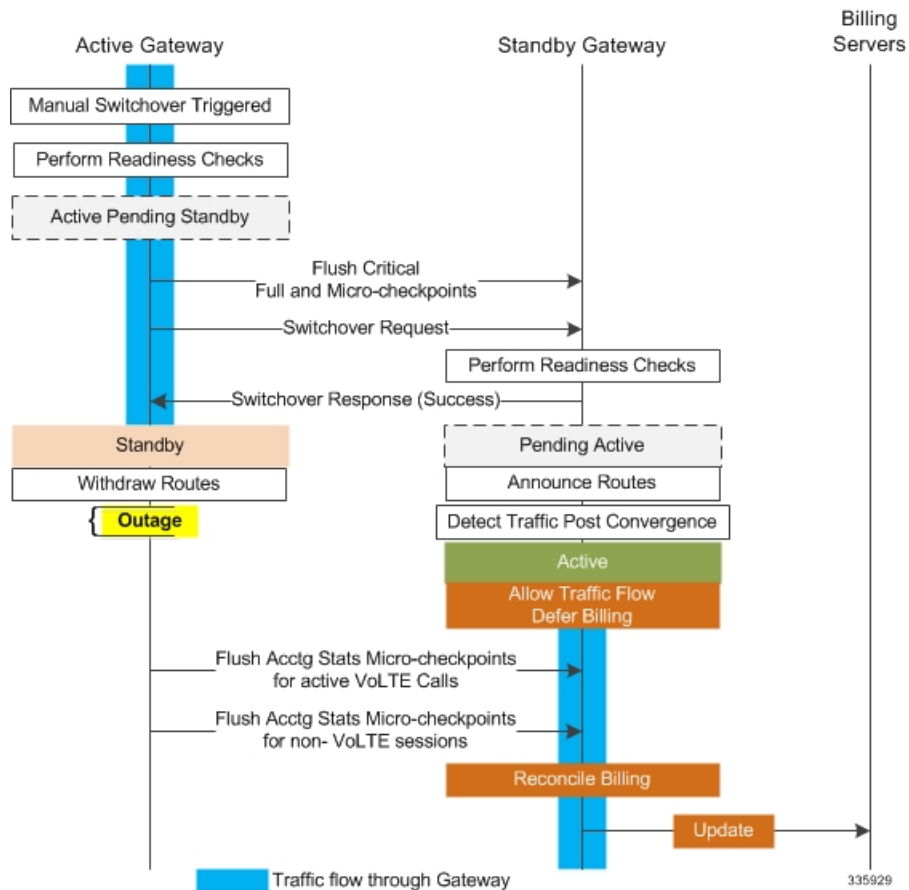 Billing
Servers
Active Gateway
Standby Gateway
Manual Switchover Triggered
Perform Readiness Checks
Active Pending Standby
Flush Critical
Full and Micro-checkpoints
Switchover Request
Perform Readiness Checks
Switchover Response (Success)
Standby
Pending Active
Withdraw Routes
Announce Routes
{ Outage
Detect Traffic Post Convergence
Active
Allow Traffic Flow
Defer Billing
Flush Acctg Stats Micro-checkpoints
for active VoLTE Calls
Flush Acctg Stats Micro-checkpoints
for non- VoLTE sessions
Reconcile Billing
Update
Traffic flow through Gateway
335929